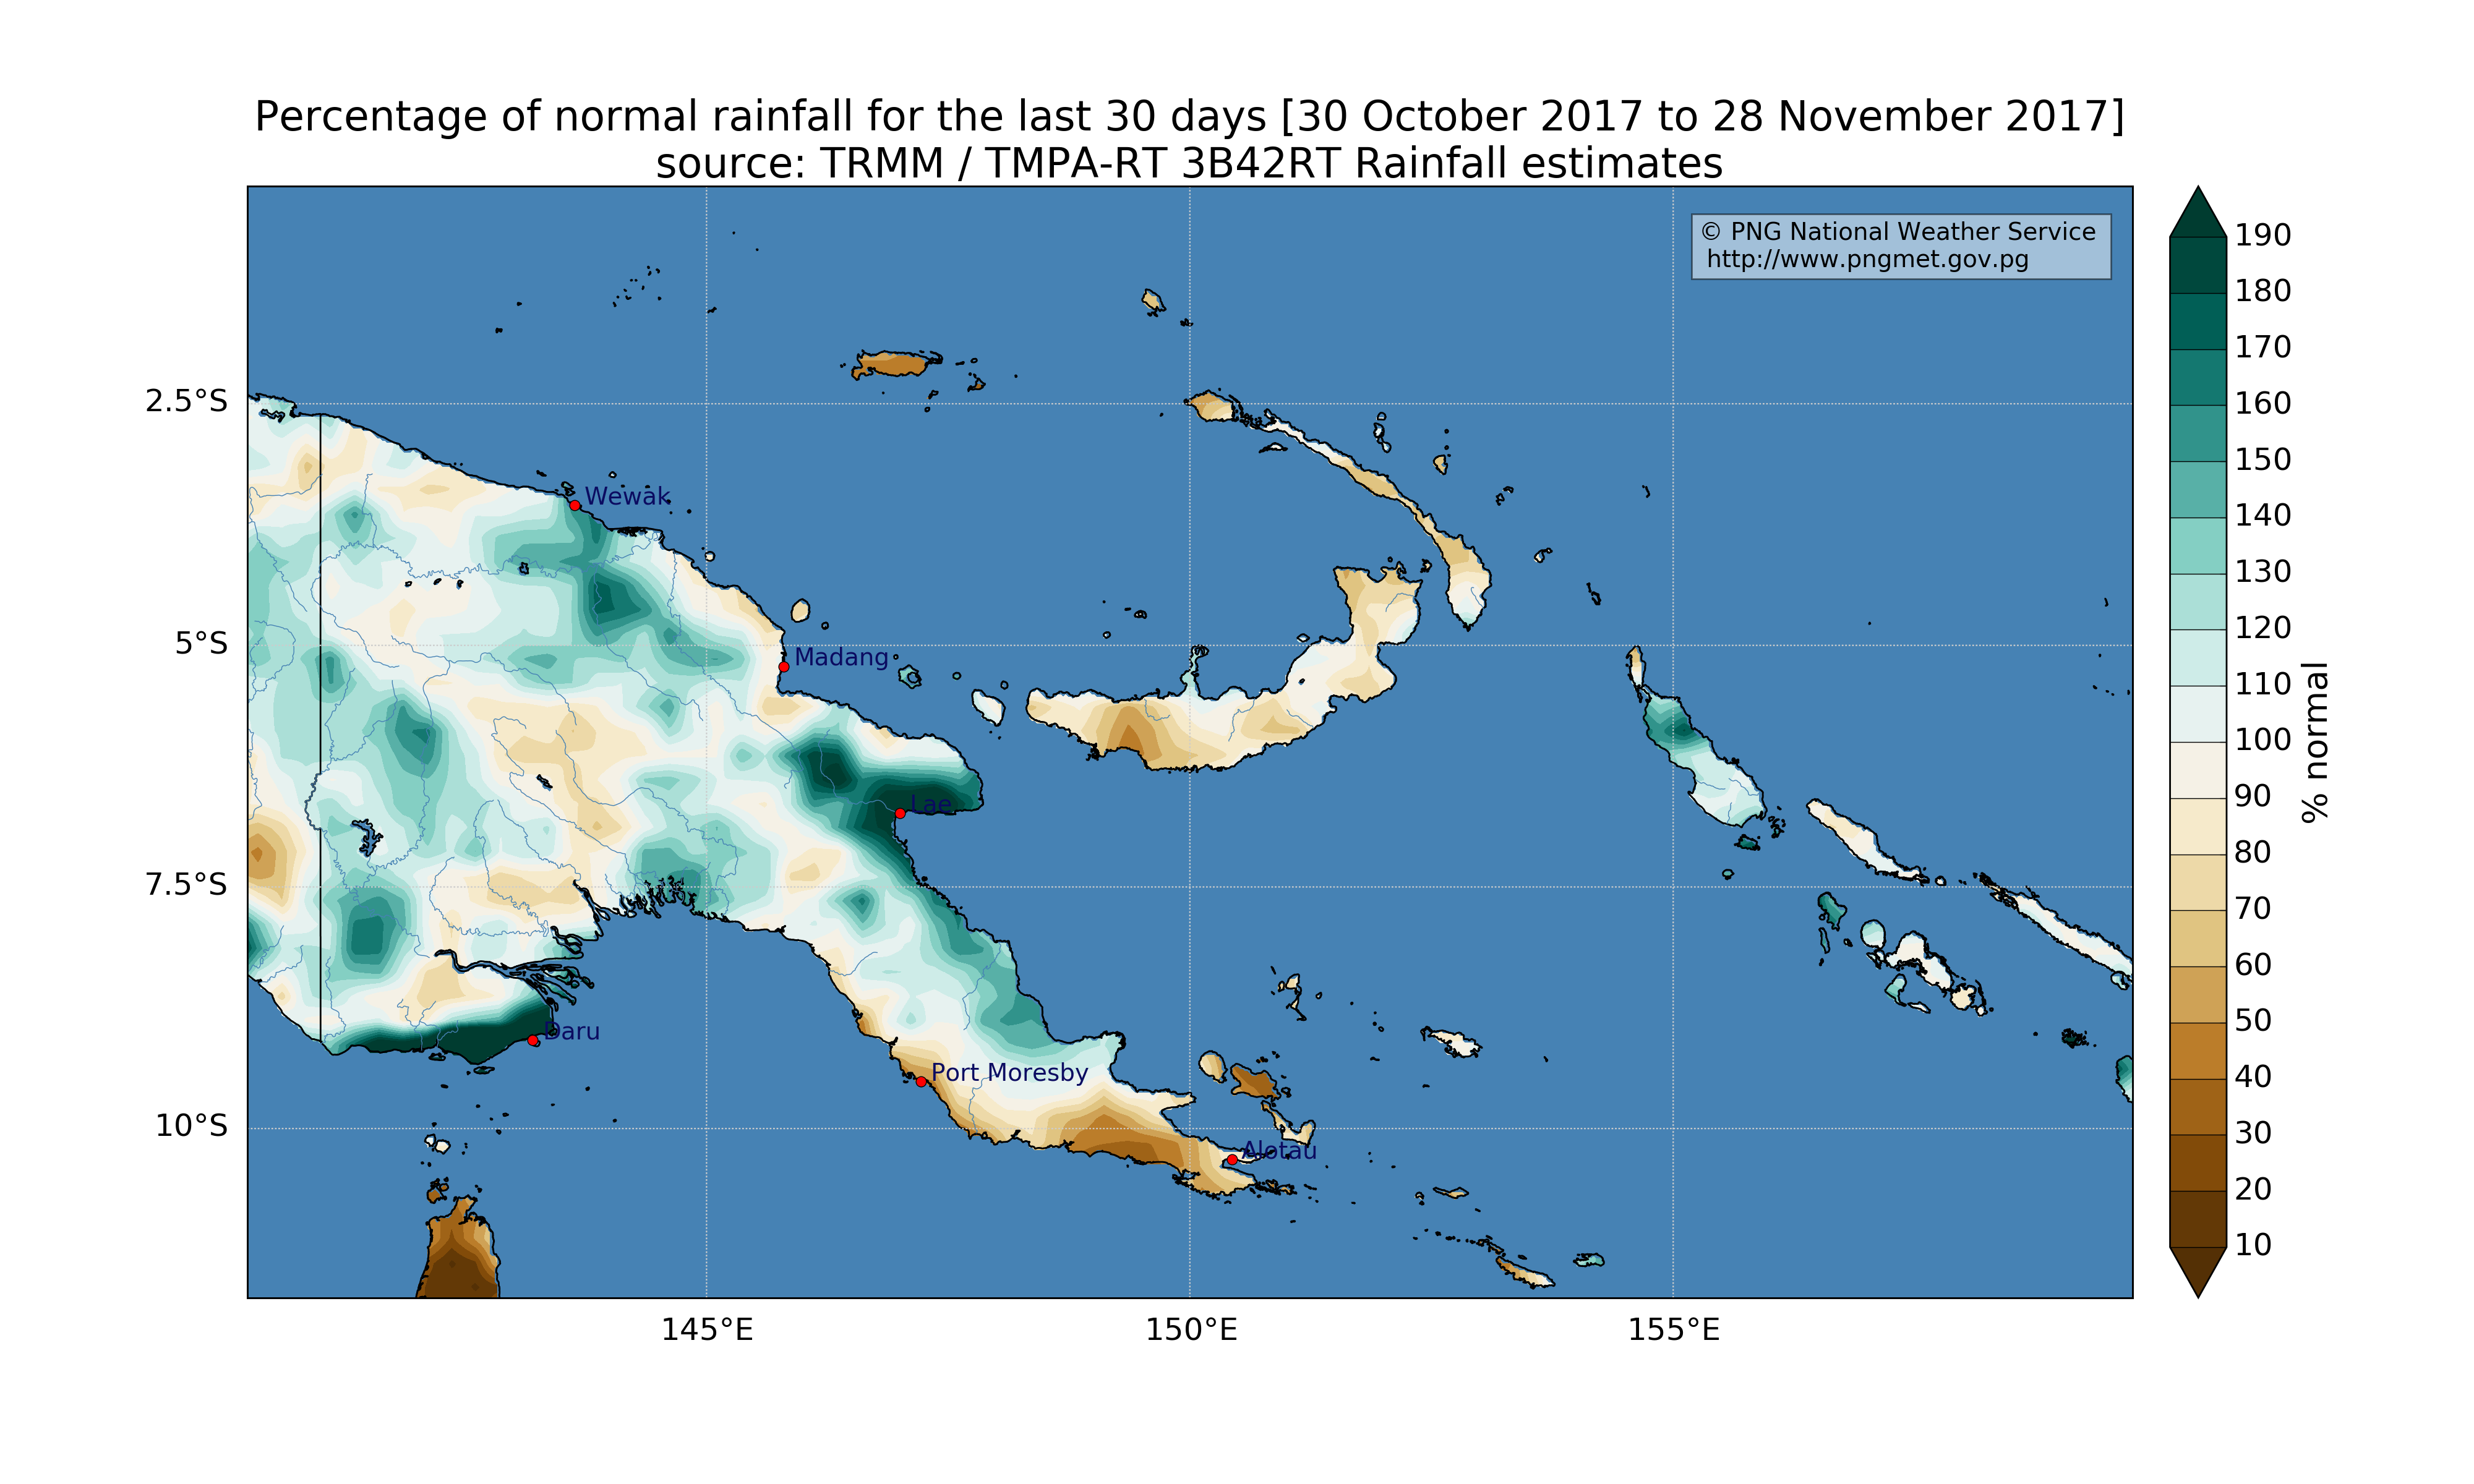 Percentage of normal rainfall for the last 30 days [30 October 2017 to 28 November 2017]
source: TRMM / TMPA-RT 3B42RT Rainfall estimates
© PNG National Weather Service
http://www.pngmet.gov.pg
190
180
170
160
150
140
130
120
110
100
90
80
70
60
50
40
30
20
10
% normal
2.5°S
5°S
7.5°S
10°S
Wewak
Madang
Lae
Daru
Port Moresby
Alotau
145°E
150°E
155°E